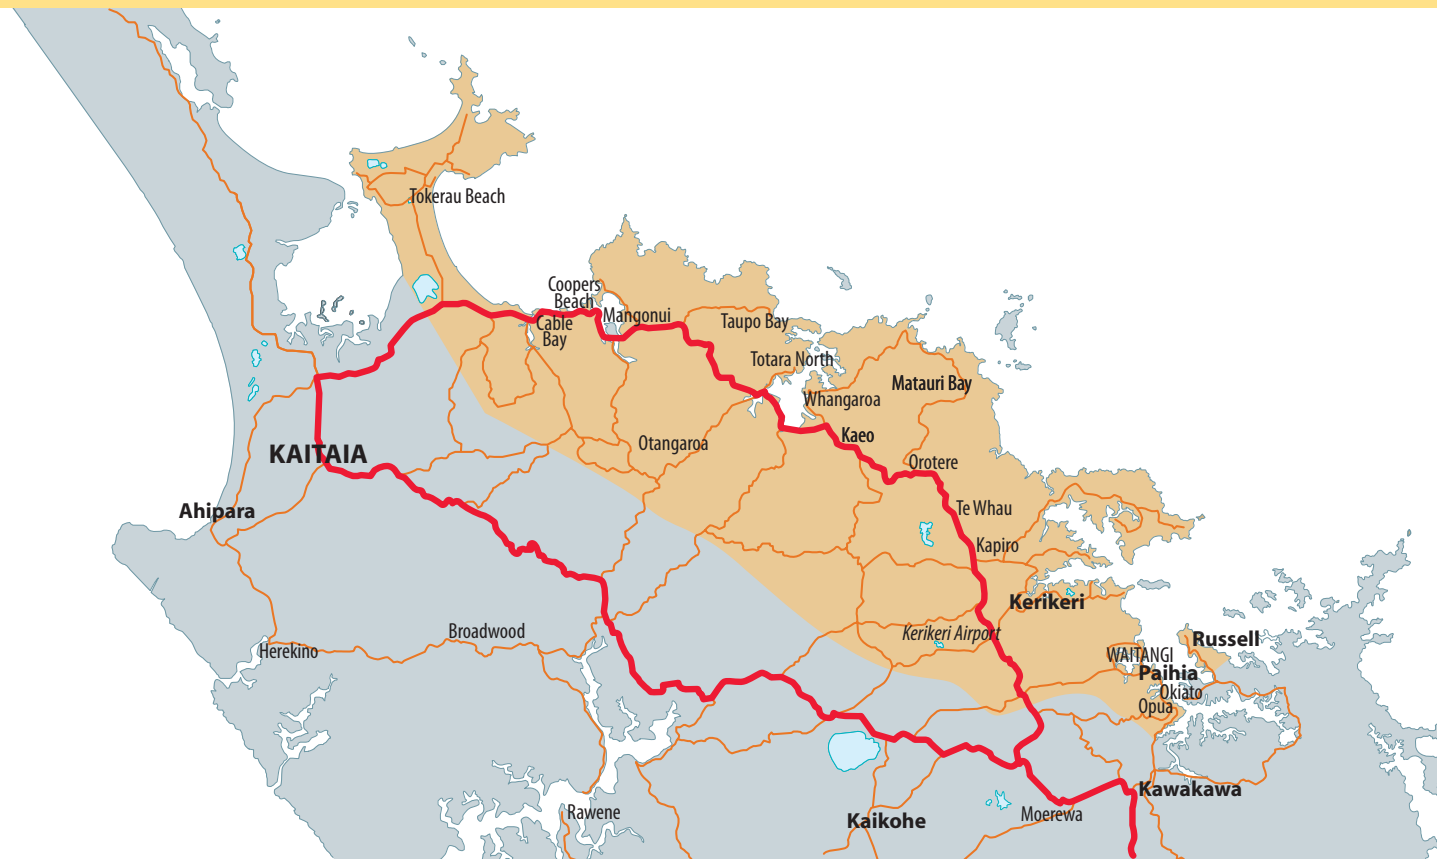 Tokerau Beach
Coopers
Beach
Mangonui
Cable
Bay
Taupo Bay
Totara North
Matauri Bay
Whangaroa
Kaeo
Otangaroa
KAITAIA
Orotere
Ahipara
Te Whau
Kapiro
Kerikeri
Broadwood
Kerikeri Airport
Russell
Herekino
WAITANGI
Paihia
Okiato
Opua
Kawakawa
Rawene
Moerewa
Kaikohe